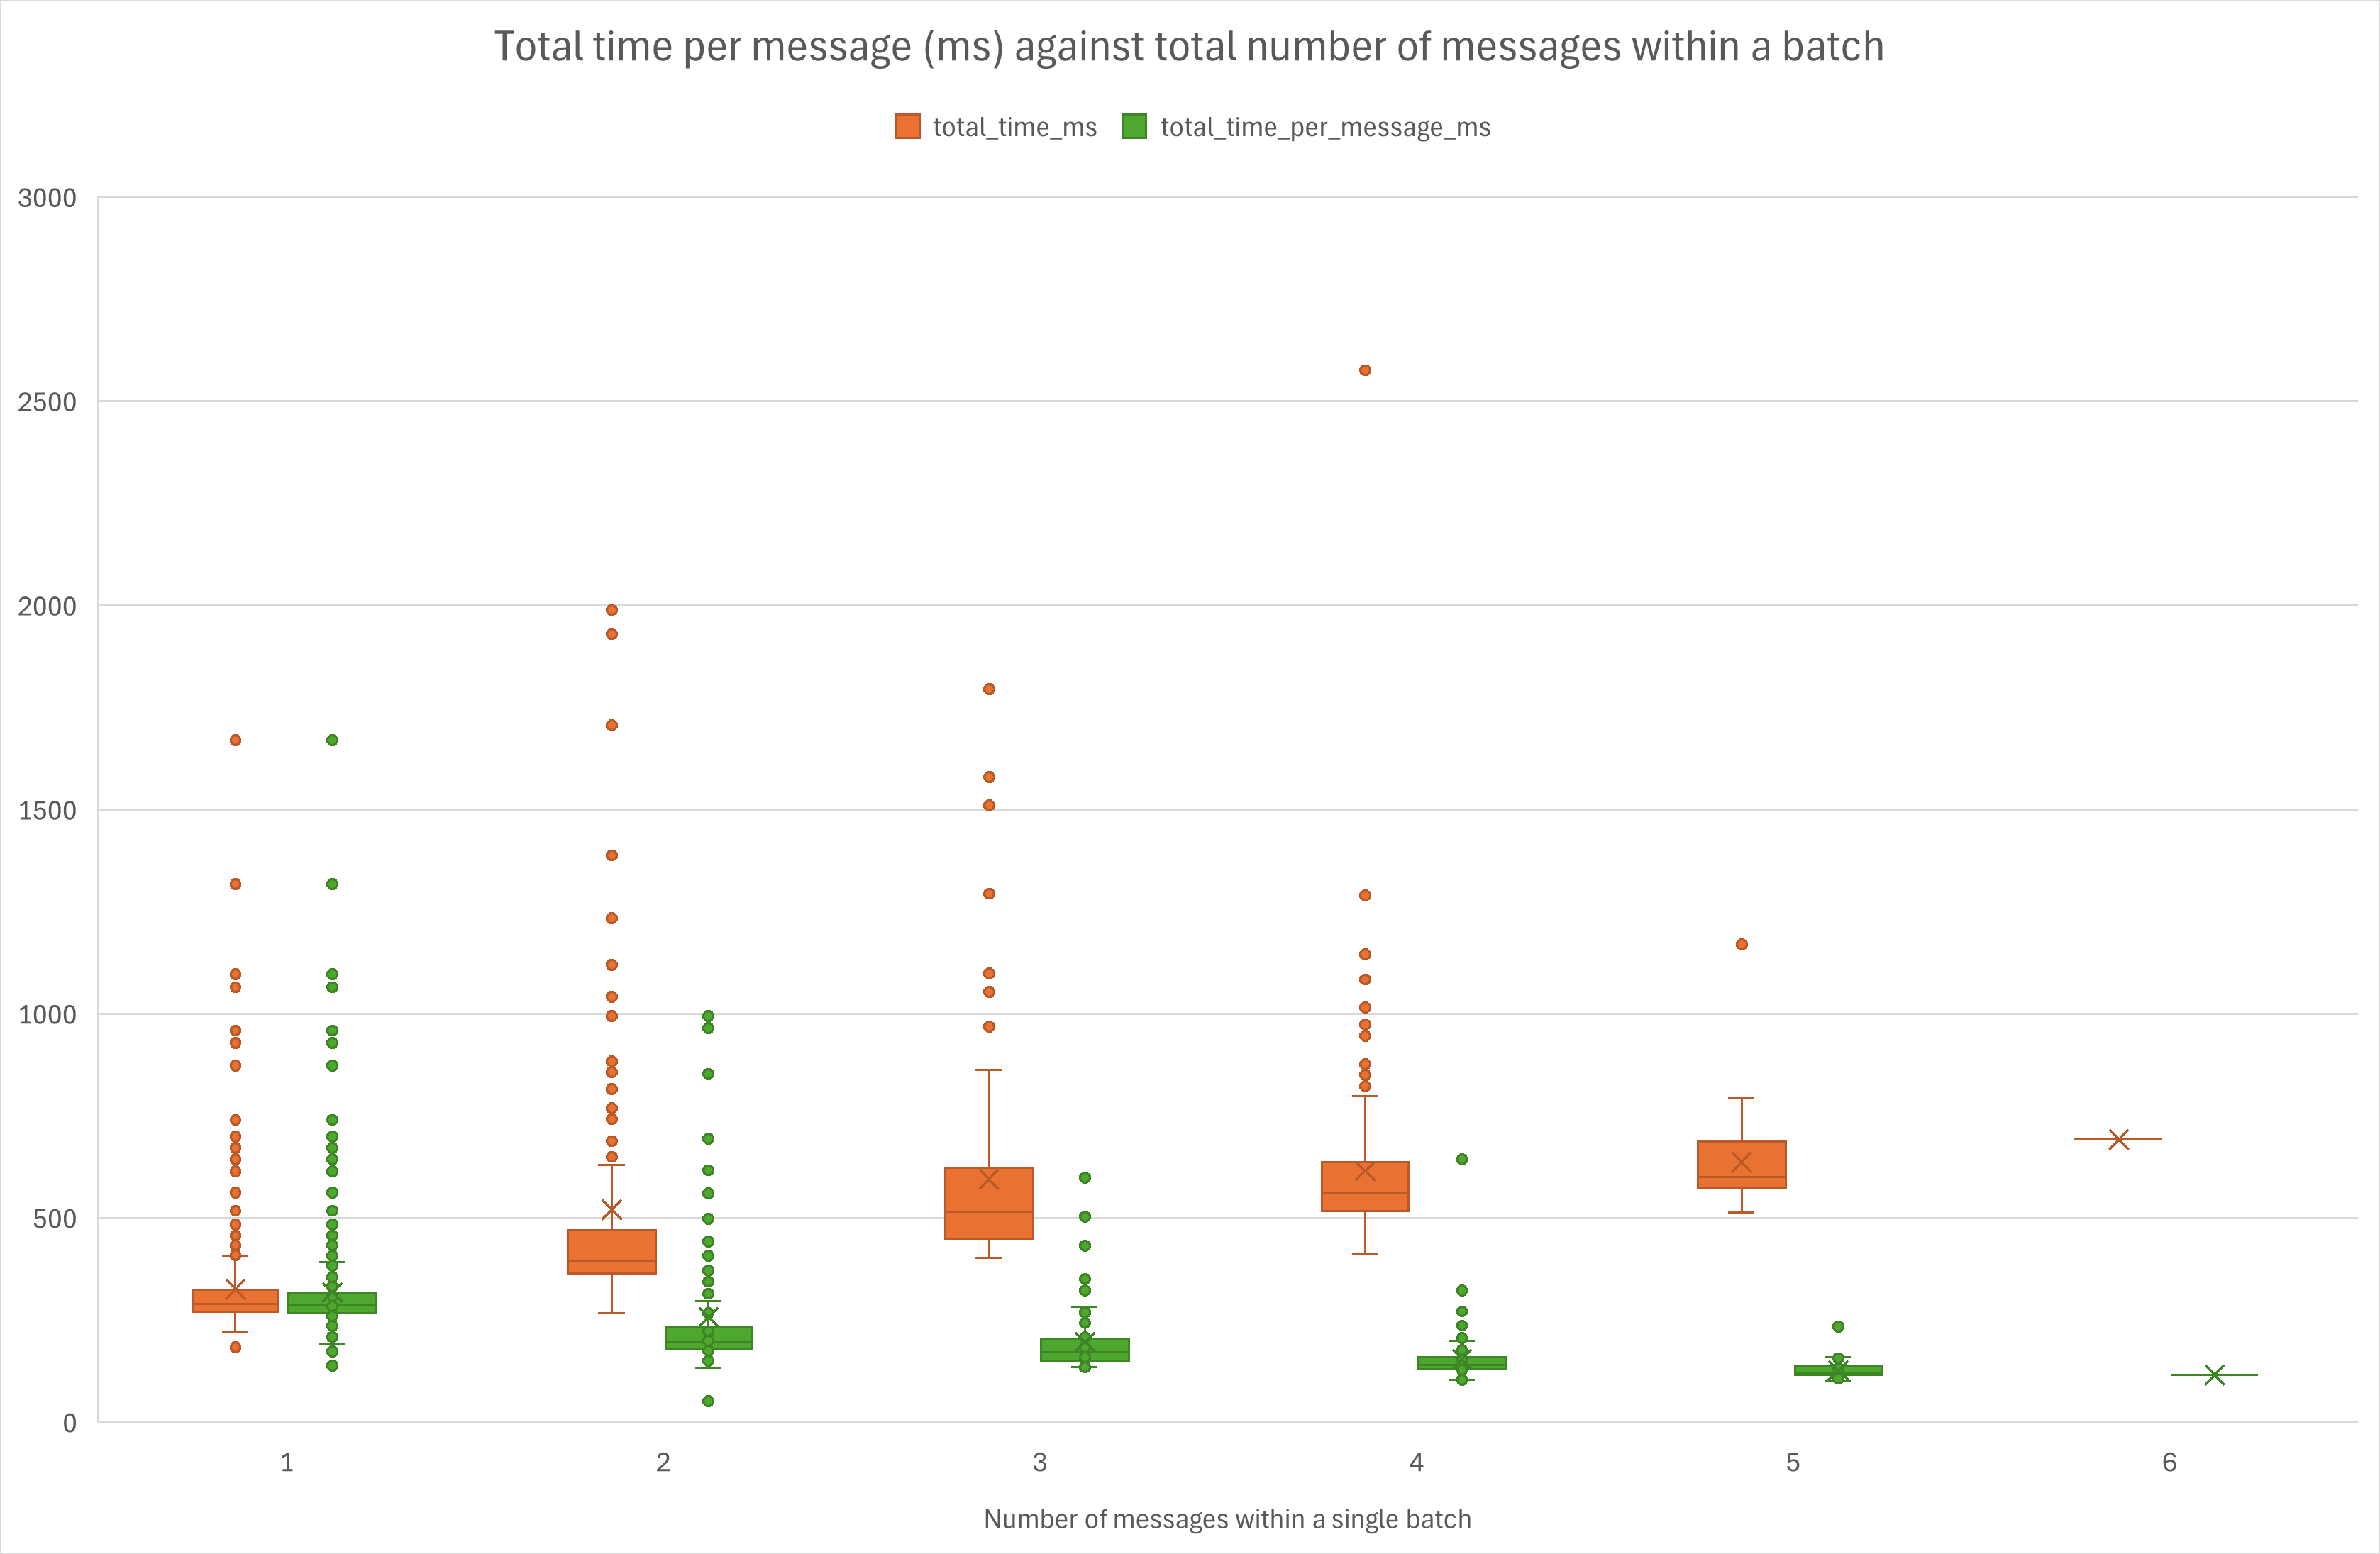 Total time per message (ms) against total number of messages within a batch
total_time_ms total_time_per_message_ms
3000
2500
2000
1500
1000
500
0
1 2 3 4 5 6
Number of messages within a single batch